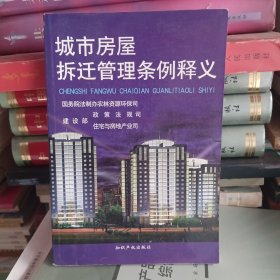 城市房屋
拆迁管理条例释义
CHENGSHI FANGWU CHAIQIAN GUANLITIAOLI SHIYI
国务院法制办农林资源环保司
建设部 政策法规司
住宅与房地产业司
知识产权出版社